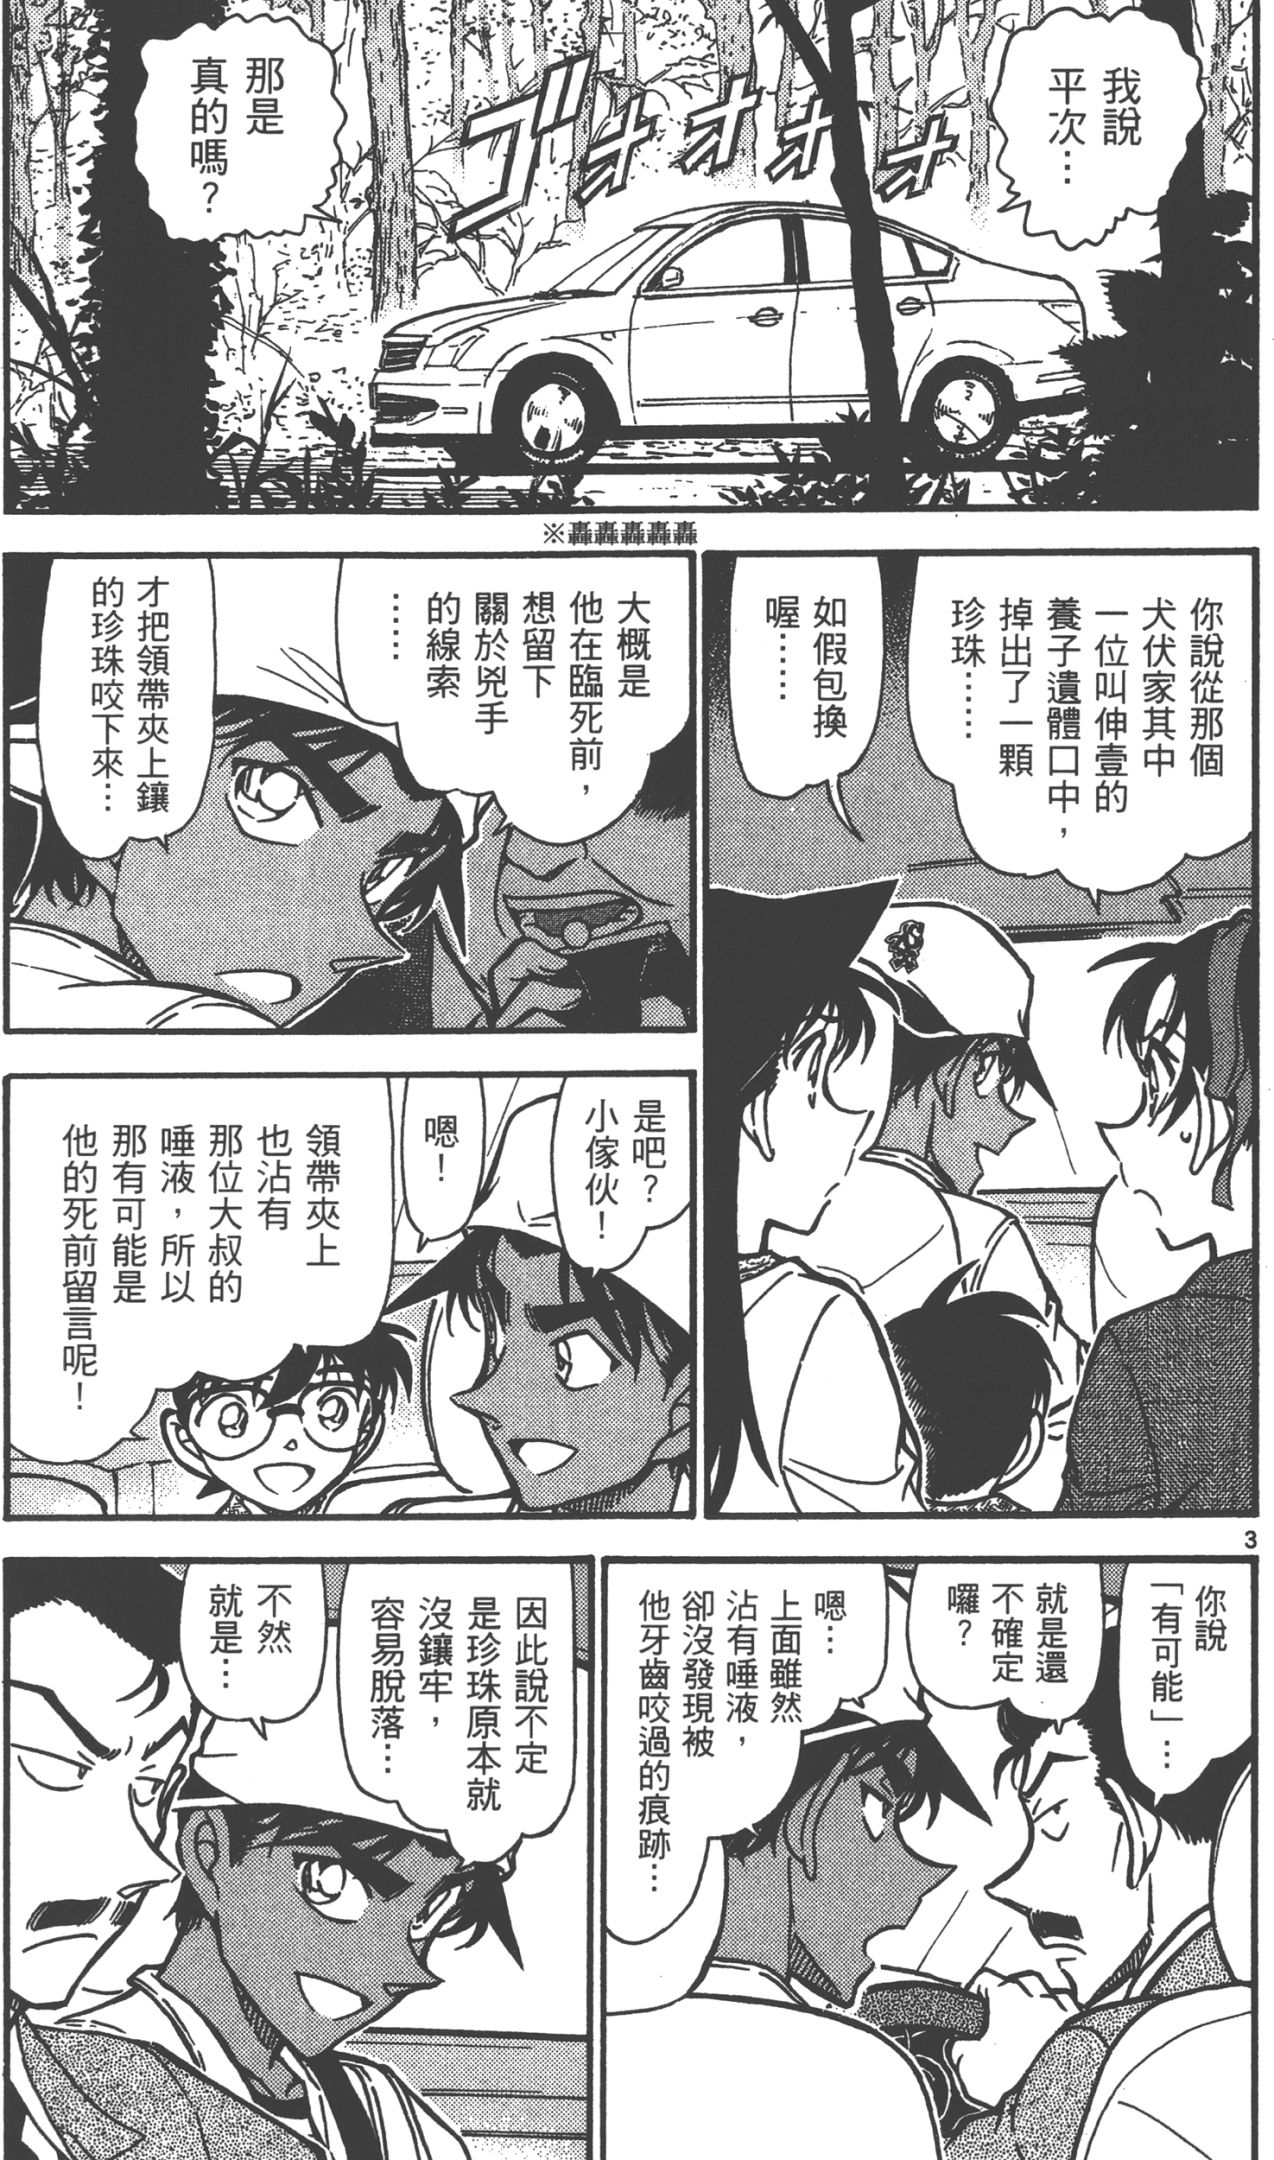 我說
平次…
ブォォォォ
那是
真的嗎？
※轟轟轟轟轟
你說從那個
犬伏家其中
一位叫伸壹的
養子遺體口中，
掉出了一顆
珍珠……
如假包換
喔……
大概是
他在臨死前，
想留下
關於兇手
的線索
……
才把領帶夾上鑲
的珍珠咬下來…
是吧？
小傢伙！
嗯！
領帶夾上
也沾有
那位大叔的
唾液，所以
那有可能是
他的死前留言呢！
3
你說
「有可能」…
就是還
不確定
囉？
嗯…
上面雖然
沾有唾液，
卻沒發現被
他牙齒咬過的痕跡…
因此說不定
是珍珠原本就
沒鑲牢，
容易脫落…
不然
就是…